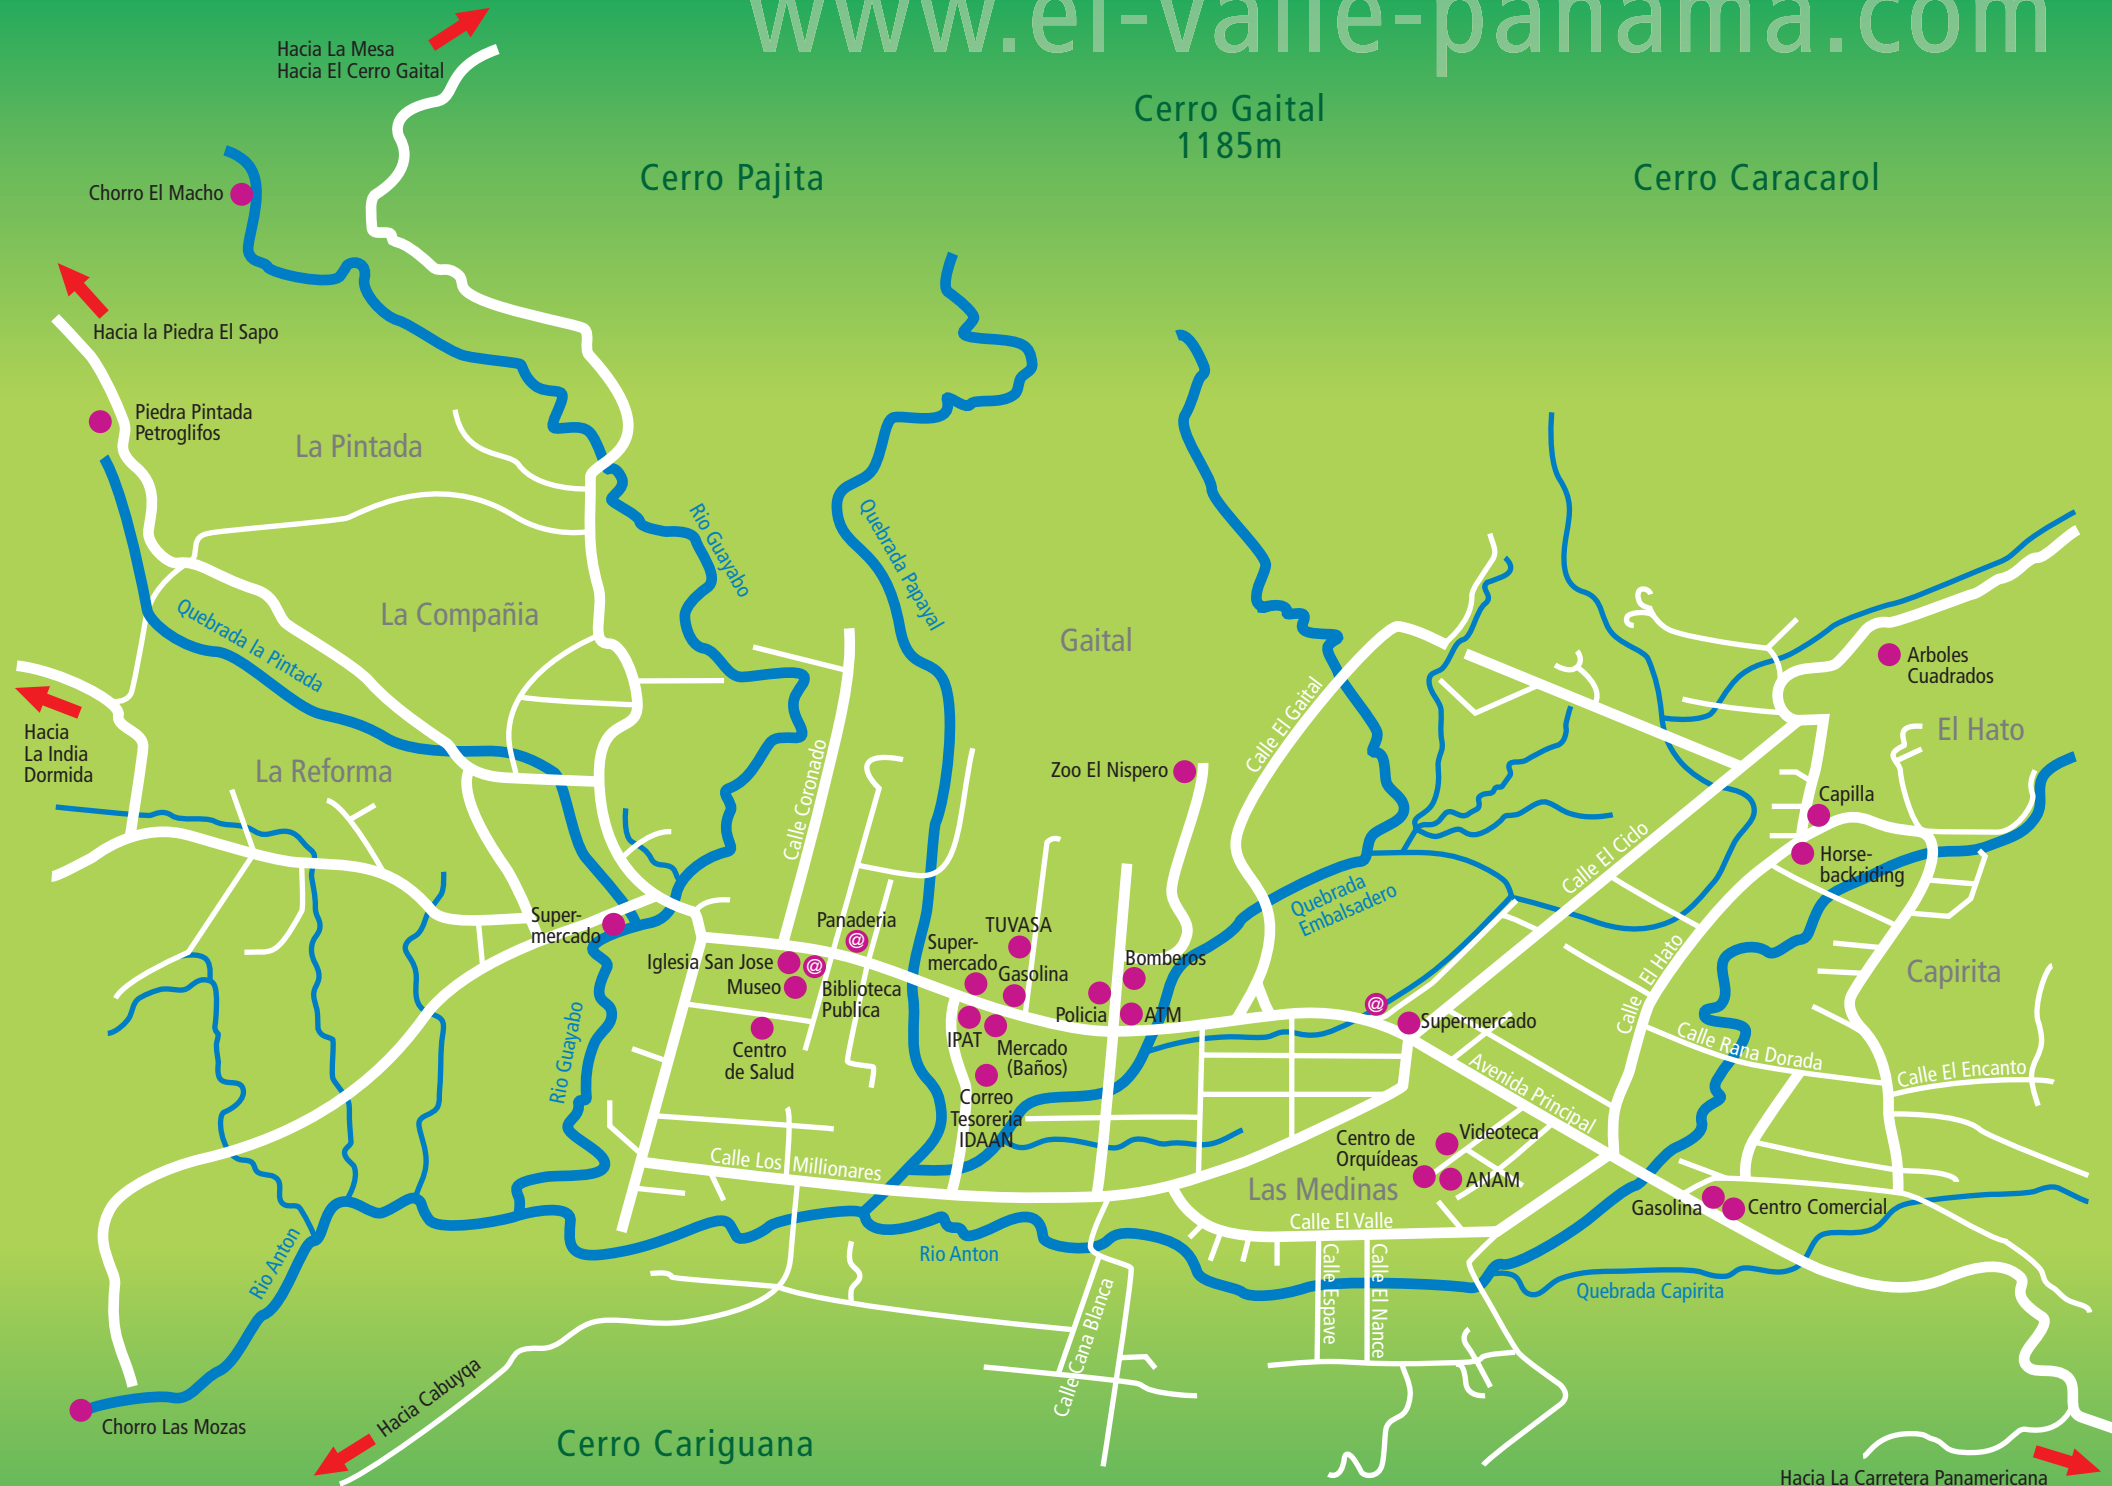 www.el-valle-panama.com
Hacia La Mesa
Hacia El Cerro Gaital
Cerro Gaital
1185m
Cerro Pajita
Cerro Caracarol
Chorro El Macho
Hacia la Piedra El Sapo
Piedra Pintada
Petroglifos
La Pintada
Rio Guayabo
Quebrada Papayal
La Compañia
Quebrada la Pintada
Gaital
Arboles
Cuadrados
El Hato
Hacia
La India
Dormida
La Reforma
Calle Coronado
Zoo El Nispero
Calle El Gaital
Capilla
Horse-
backriding
Calle El Ciclo
Quebrada
Embalsadero
Super-
mercado
Panaderia
@
TUVASA
Super-
mercado
Gasolina
Bomberos
Iglesia San Jose
@
Museo
Biblioteca
Publica
Policia
ATM
@
Supermercado
Calle El Hato
Capirita
IPAT
Mercado
(Baños)
Centro
de Salud
Rio Guayabo
Correo
Tesoreria
IDAAN
Calle Rana Dorada
Calle El Encanto
Avenida Principal
Videoteca
Centro de
Orquídeas
ANAM
Calle Los Millionares
Las Medinas
Gasolina
Centro Comercial
Calle El Valle
Rio Anton
Rio Anton
Calle Espave
Calle El Nance
Quebrada Capirita
Calle Cana Blanca
Hacia Cabuyqa
Chorro Las Mozas
Cerro Cariguana
Hacia La Carretera Panamericana